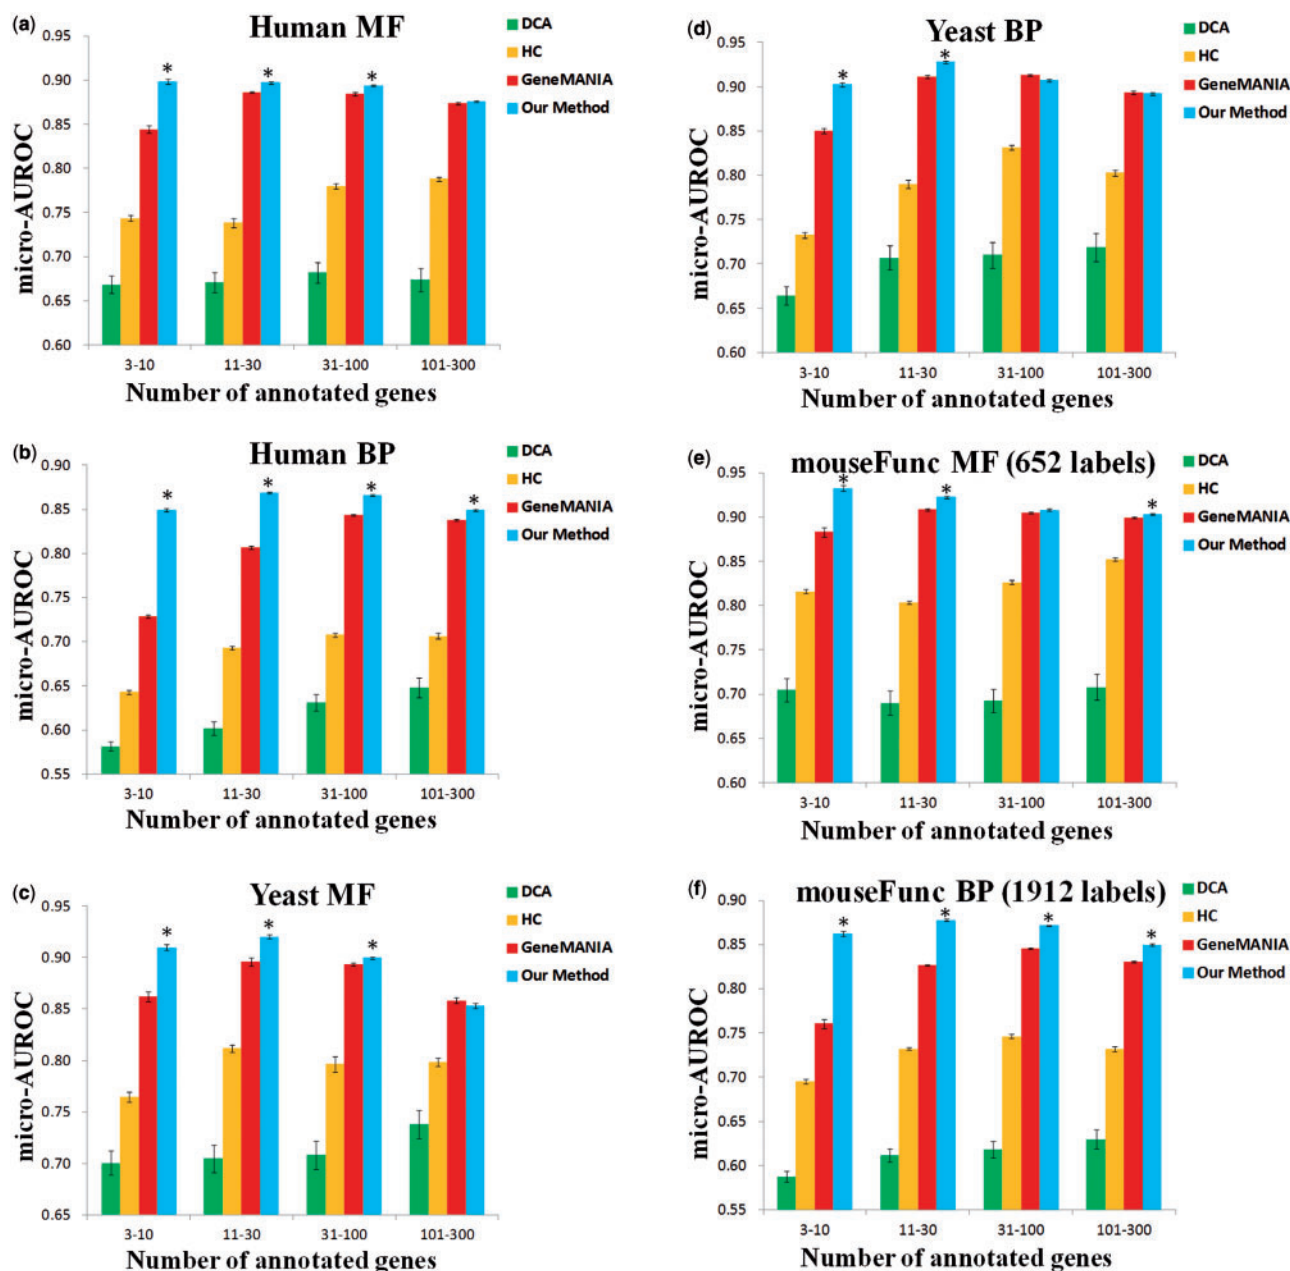 (a)
Human MF
DCA
HC
GeneMANIA
Our Method
micro-AUROC
0.95
0.90
0.85
0.80
0.75
0.70
0.65
0.60
*
*
*
3-10
11-30
31-100
101-300
Number of annotated genes
(b)
Human BP
DCA
HC
GeneMANIA
Our Method
micro-AUROC
0.90
0.85
0.80
0.75
0.70
0.65
0.60
0.55
*
*
*
*
3-10
11-30
31-100
101-300
Number of annotated genes
(c)
Yeast MF
DCA
HC
GeneMANIA
Our Method
micro-AUROC
0.95
0.90
0.85
0.80
0.75
0.70
0.65
*
*
*
3-10
11-30
31-100
101-300
Number of annotated genes
(d)
Yeast BP
DCA
HC
GeneMANIA
Our Method
micro-AUROC
0.95
0.90
0.85
0.80
0.75
0.70
0.65
0.60
*
*
3-10
11-30
31-100
101-300
Number of annotated genes
(e)
mouseFunc MF (652 labels)
DCA
HC
GeneMANIA
Our Method
micro-AUROC
0.95
0.90
0.85
0.80
0.75
0.70
0.65
0.60
*
*
*
3-10
11-30
31-100
101-300
Number of annotated genes
(f)
mouseFunc BP (1912 labels)
DCA
HC
GeneMANIA
Our Method
micro-AUROC
0.90
0.85
0.80
0.75
0.70
0.65
0.60
0.55
*
*
*
*
3-10
11-30
31-100
101-300
Number of annotated genes